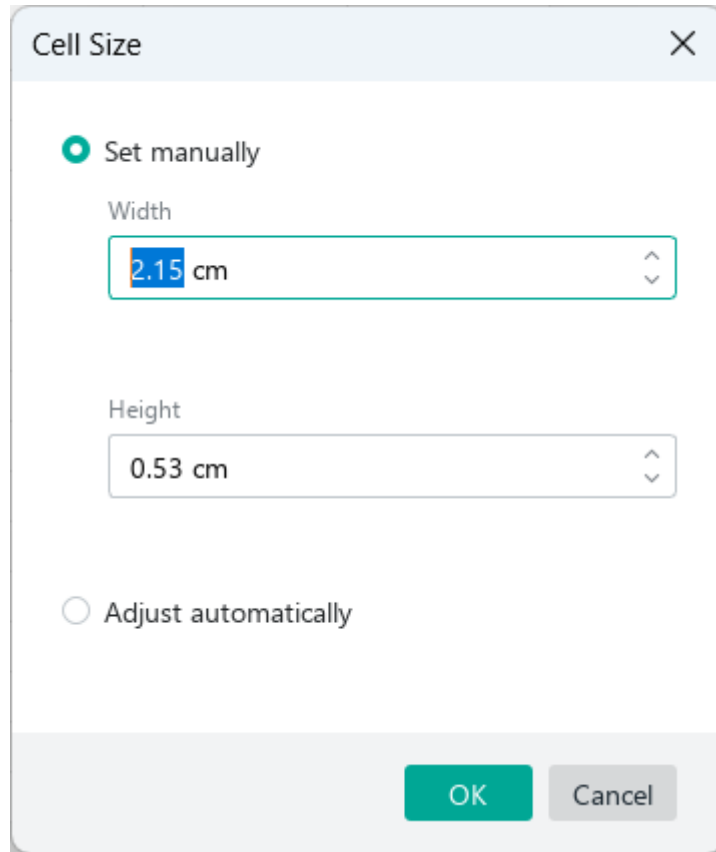 Cell Size
Set manually
Width
2.15 cm
Height
0.53 cm
Adjust automatically
OK Cancel